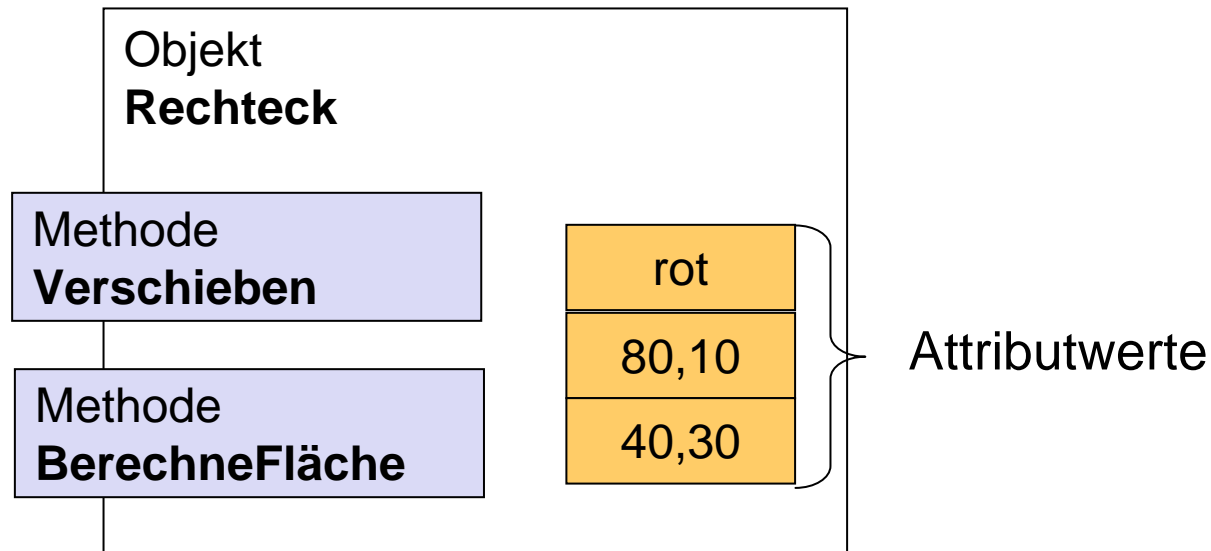 Objekt
Rechteck
Methode
Verschieben
Methode
BerechneFläche
rot
80,10
40,30
Attributwerte